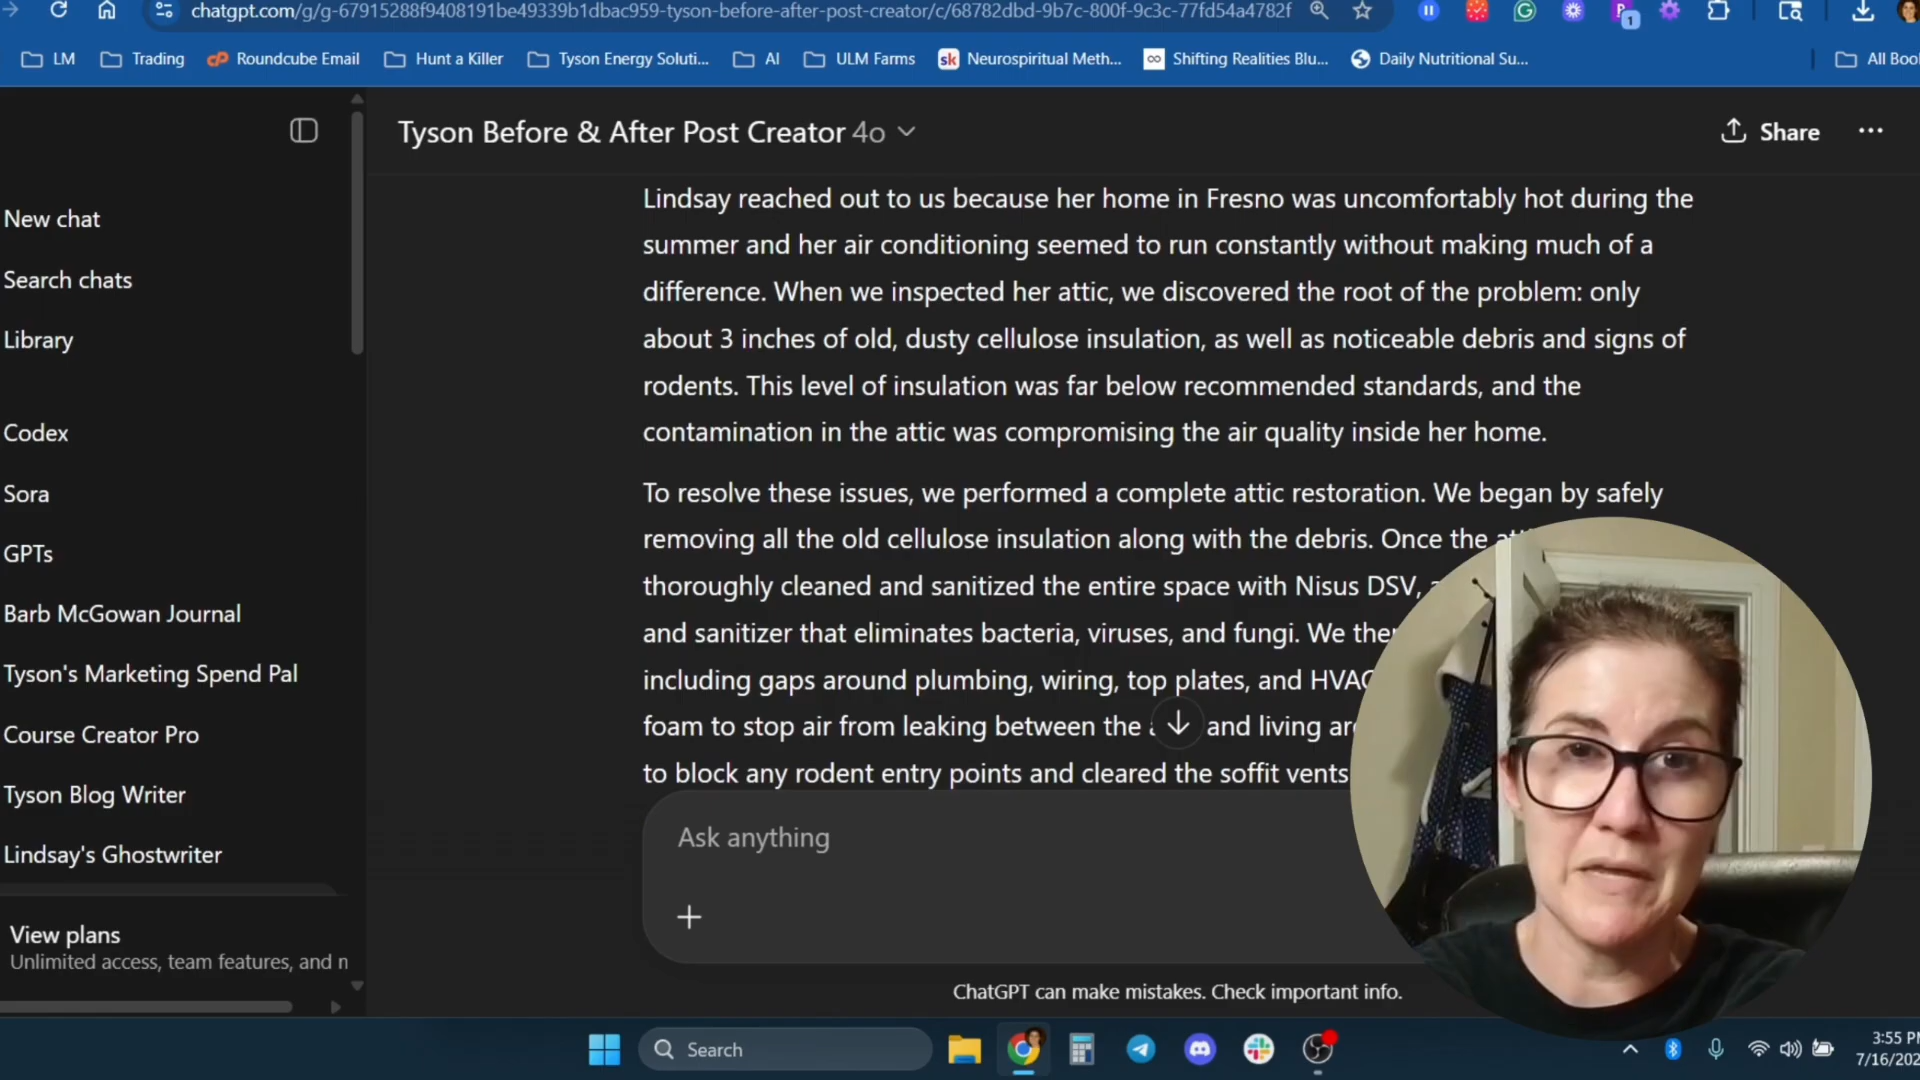 chatgpt.com/g/g-67915288f9408191be49339b1dbac959-tyson-before-after-post-creator/c/68782dbd-9b7c-800f-9c3c-77fd54a4782f
1
LM
Trading
Roundcube Email
Hunt a Killer
Tyson Energy Soluti...
AI
ULM Farms
sk Neurospiritual Meth...
Shifting Realities Blu...
Daily Nutritional Su...
All
Tyson Before & After Post Creator 4o
Share
New chat
Search chats
Library
Codex
Sora
GPTs
Barb McGowan Journal
Tyson's Marketing Spend Pal
Course Creator Pro
Tyson Blog Writer
Lindsay's Ghostwriter
View plans
Unlimited access, team features, and
Lindsay reached out to us because her home in Fresno was uncomfortably hot during the
summer and her air conditioning seemed to run constantly without making much of a
difference. When we inspected her attic, we discovered the root of the problem: only
about 3 inches of old, dusty cellulose insulation, as well as noticeable debris and signs of
rodents. This level of insulation was far below recommended standards, and the
contamination in the attic was compromising the air quality inside her home.
To resolve these issues, we performed a complete attic restoration. We began by safely
removing all the old cellulose insulation along with the debris. Once the
thoroughly cleaned and sanitized the entire space with Nisus DSV,
and sanitizer that eliminates bacteria, viruses, and fungi. We
including gaps around plumbing, wiring, top plates, and
foam to stop air from leaking between the and living
to block any rodent entry points and cleared the soffit vents
Ask anything
ChatGPT can make mistakes. Check important info.
Search
3:55
7/16/